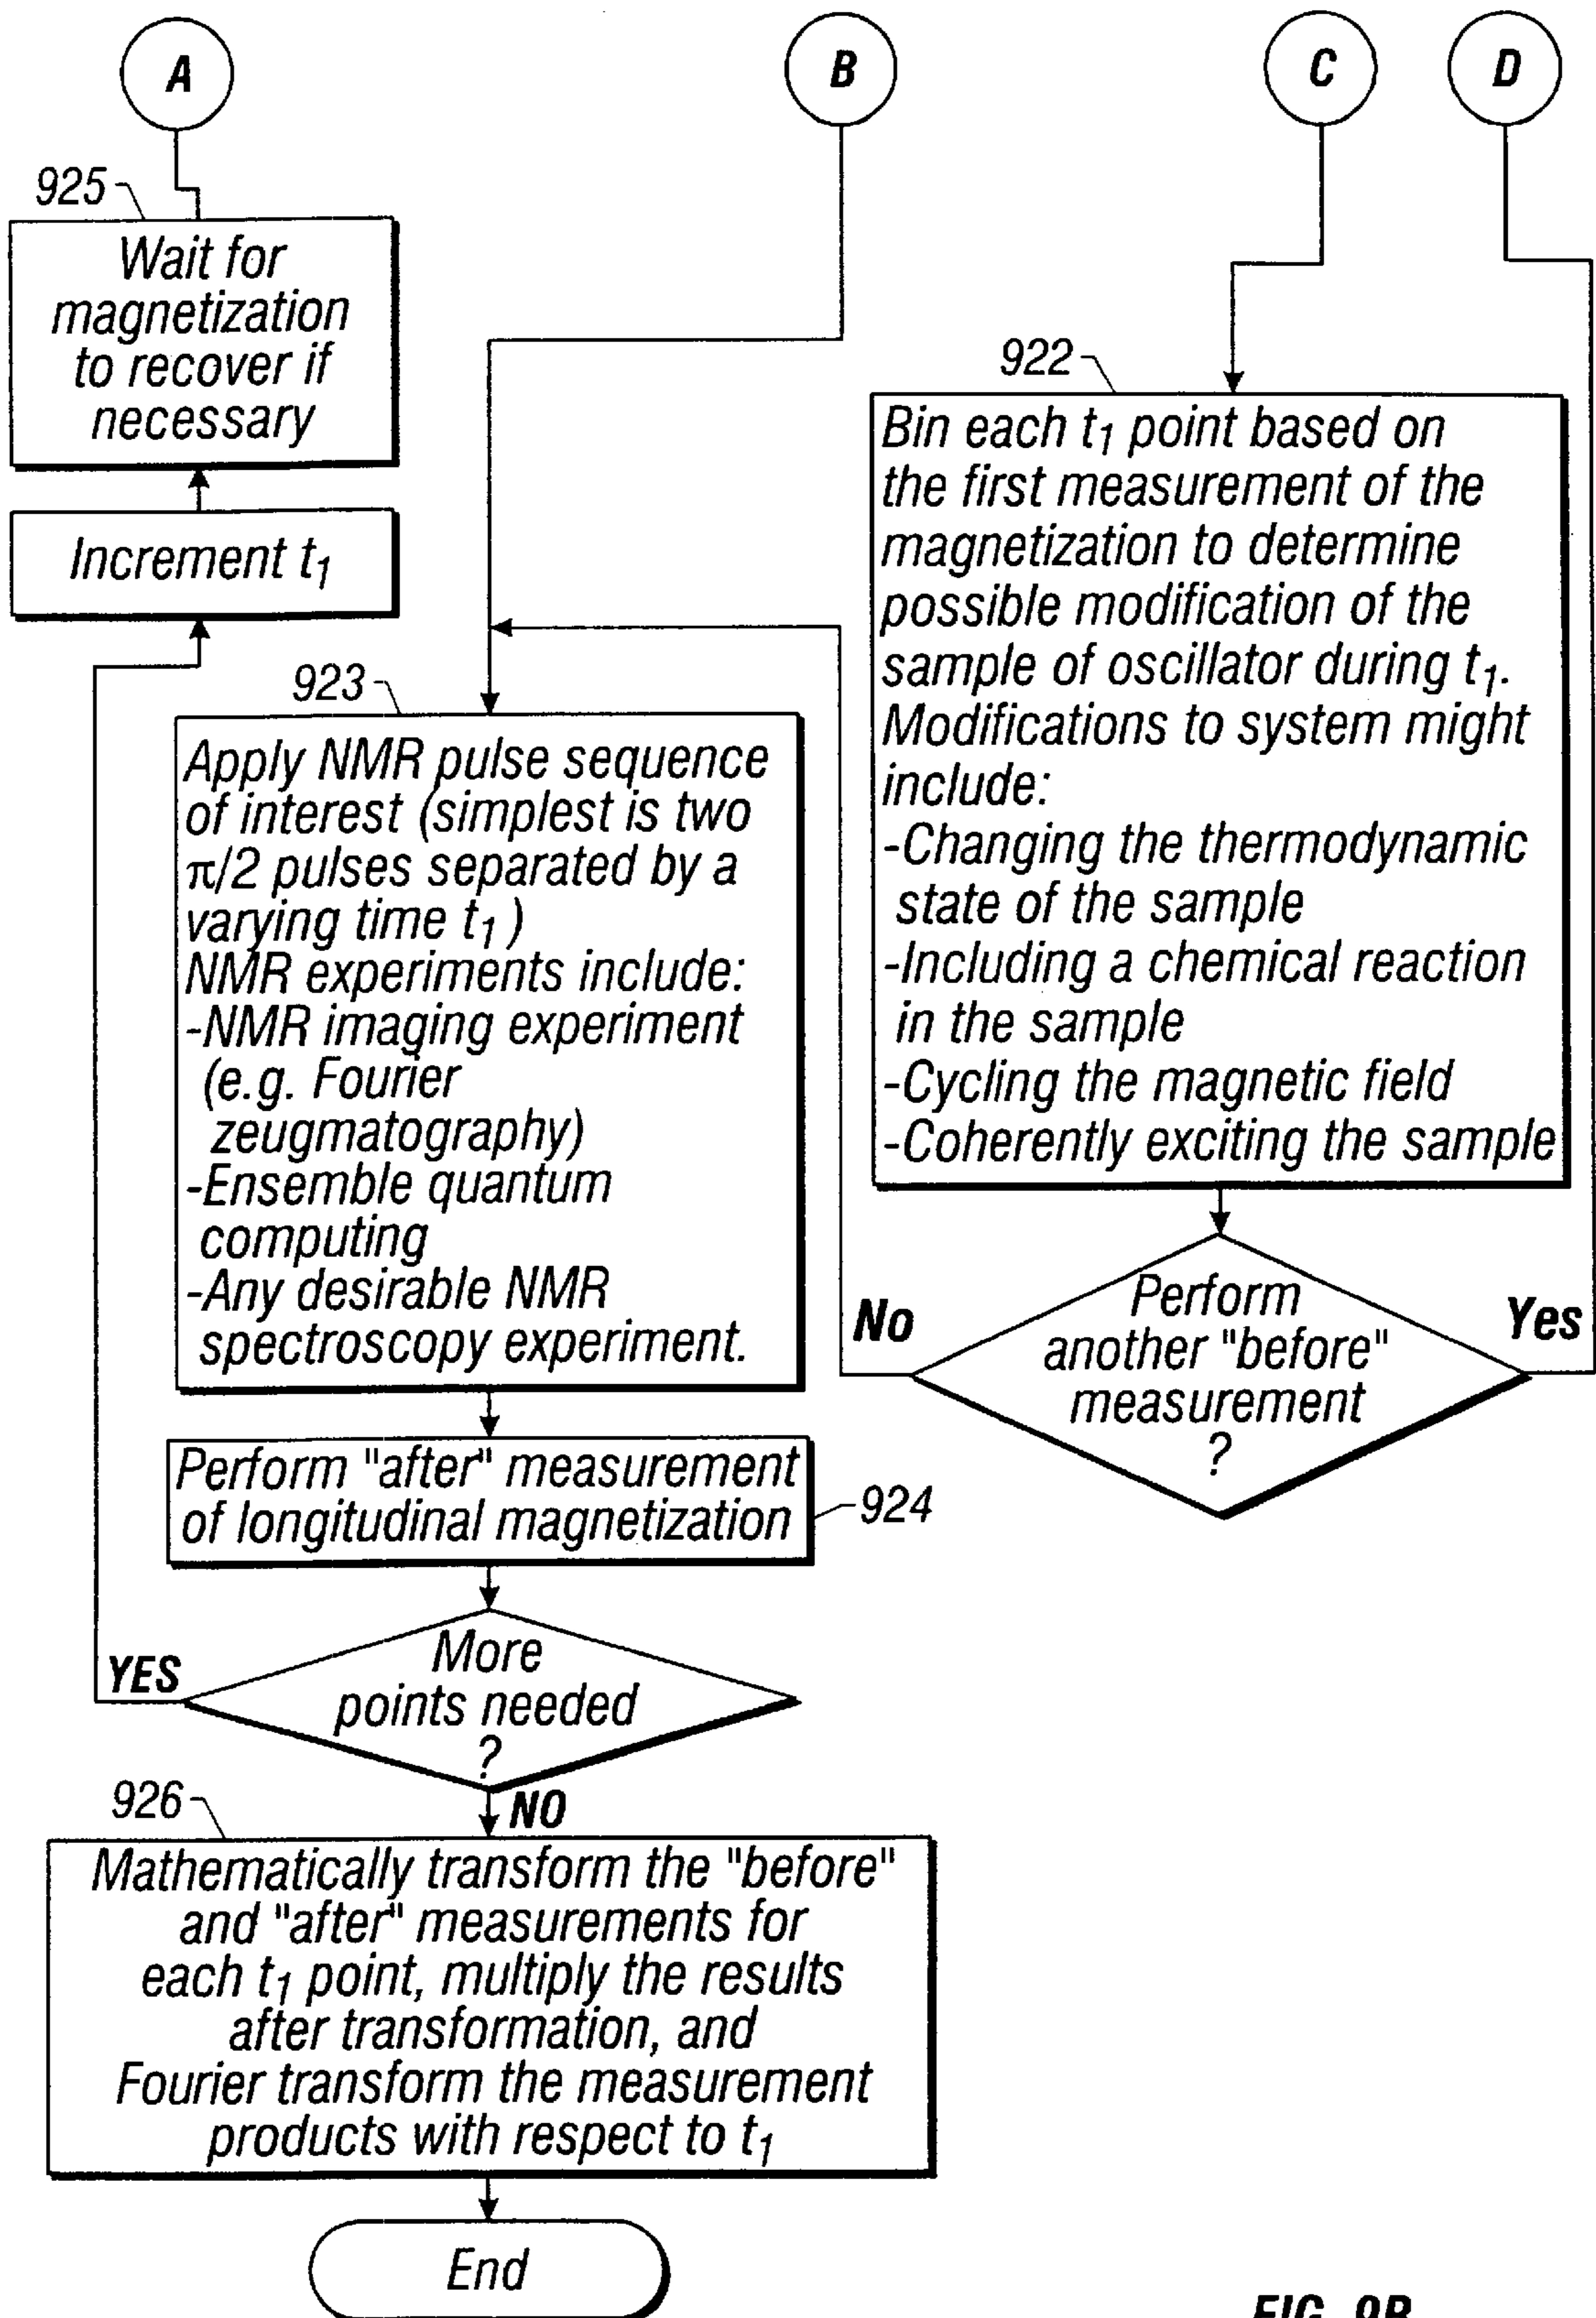 A
B
C
D
925
Wait for
magnetization
to recover if
necessary
Increment t1
922
Bin each t1 point based on
the first measurement of the
magnetization to determine
possible modification of the
sample of oscillator during t1.
Modifications to system might
include:
-Changing the thermodynamic
state of the sample
-Including a chemical reaction
in the sample
-Cycling the magnetic field
-Coherently exciting the sample
923
Apply NMR pulse sequence
of interest (simplest is two
π/2 pulses separated by a
varying time t1 )
NMR experiments include:
-NMR imaging experiment
(e.g. Fourier
zeugmatography)
-Ensemble quantum
computing
-Any desirable NMR
spectroscopy experiment.
No
Perform
another "before"
measurement
?
Yes
Perform "after" measurement
of longitudinal magnetization
924
YES
More
points needed
?
NO
926
Mathematically transform the "before"
and "after" measurements for
each t1 point, multiply the results
after transformation, and
Fourier transform the measurement
products with respect to t1
End
FIG. 9B